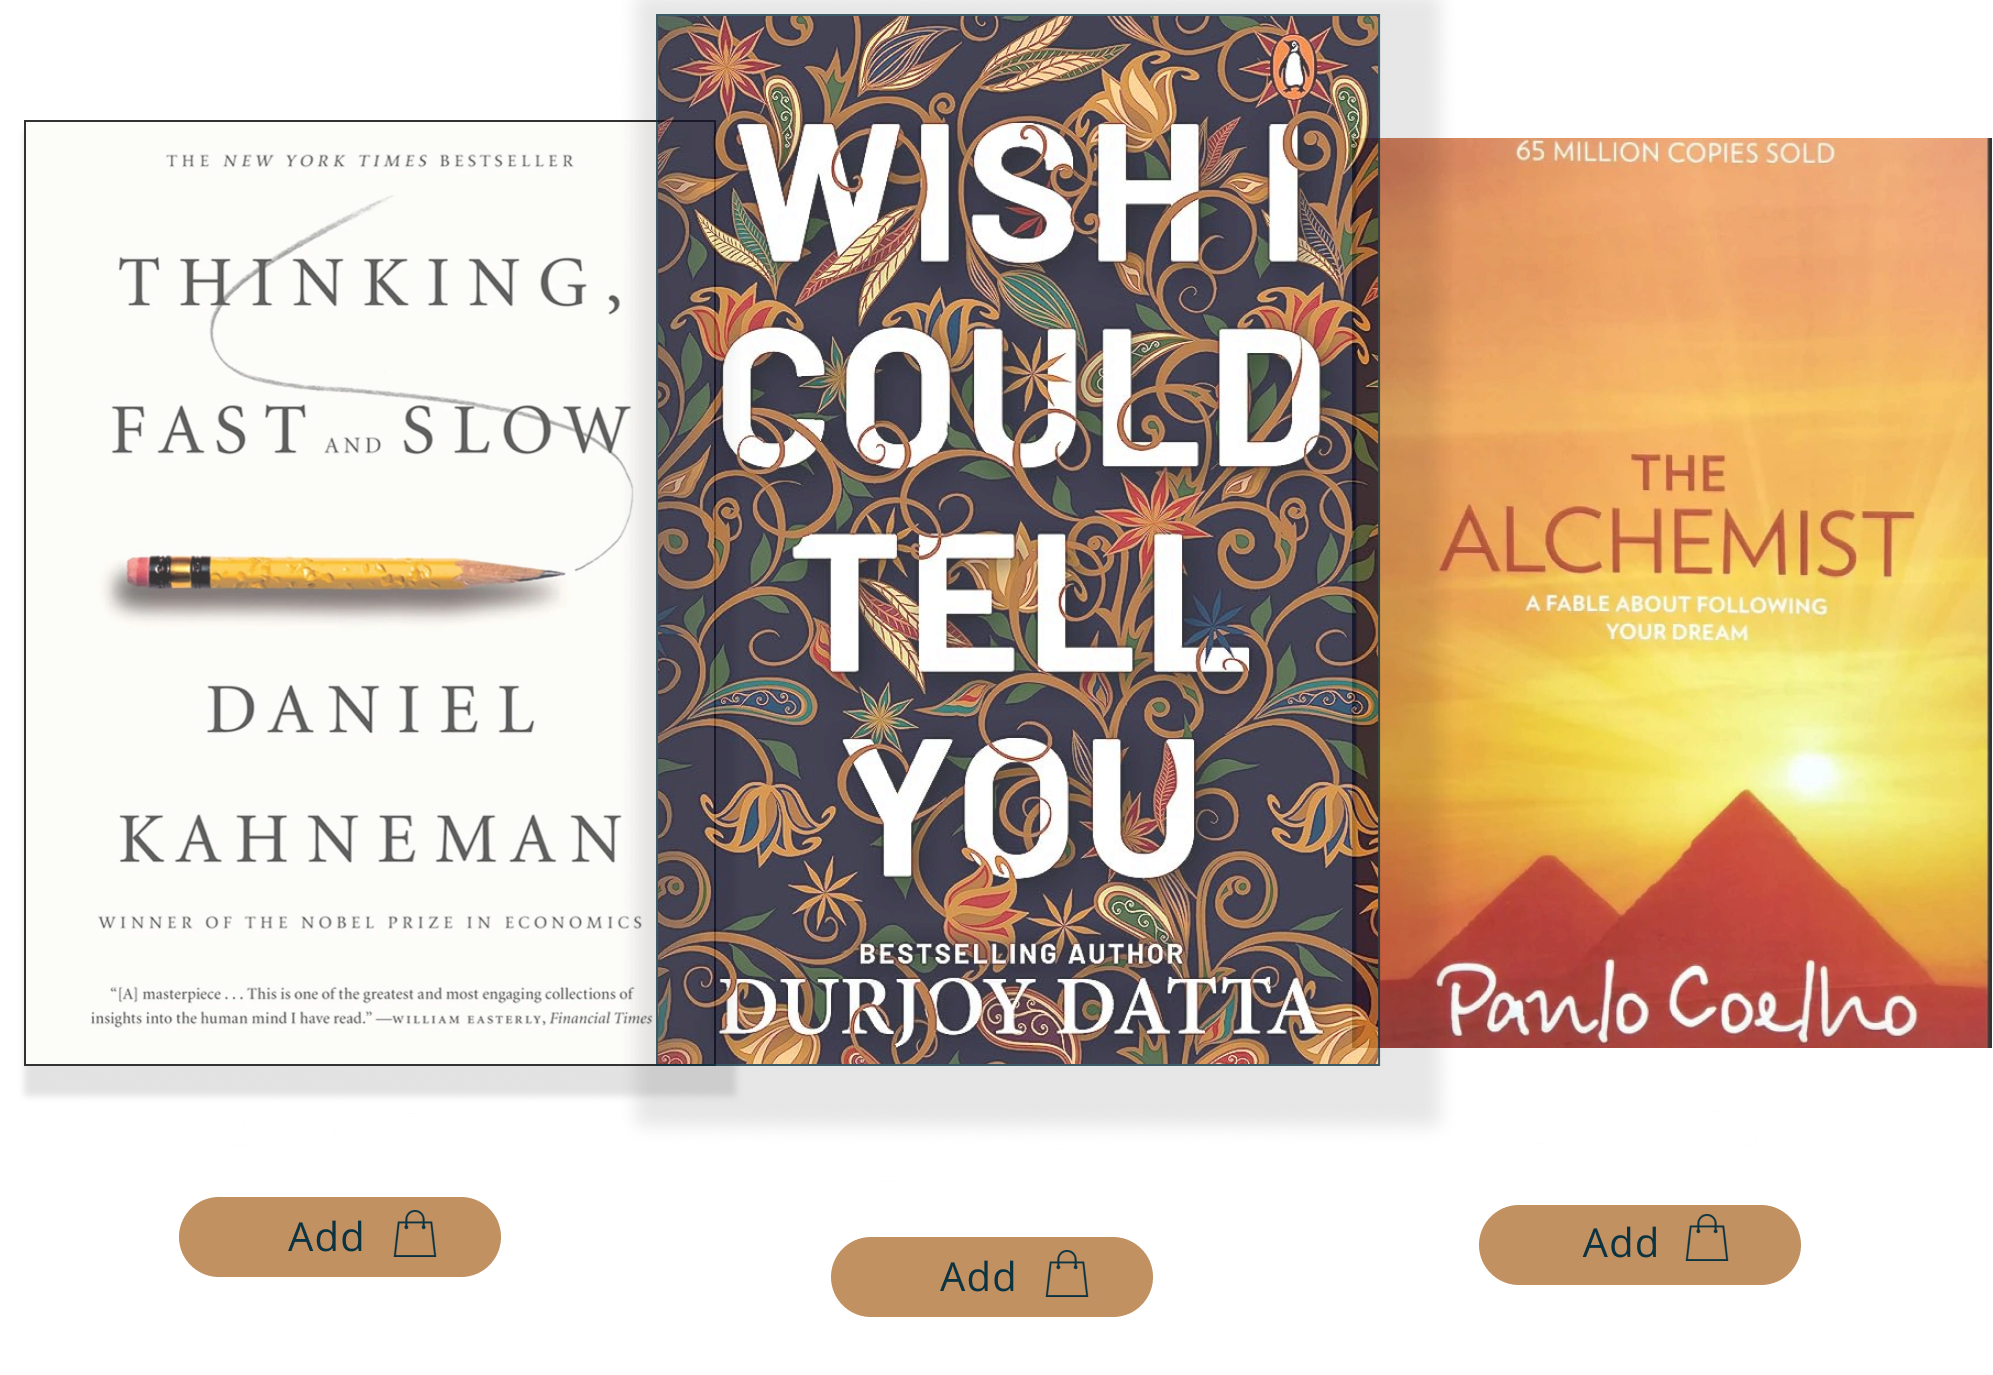 THE NEW YORK TIMES BESTSELLER
THINKING,
FAST AND SLOW
DANIEL
KAHNEMAN
WINNER OF THE NOBEL PRIZE IN ECONOMICS
“[A] masterpiece . . . This is one of the greatest and most engaging collections of
insights into the human mind I have read.” —WILLIAM EASTERLY, Financial Times
Add
WISH I
COULD
TELL
YOU
BESTSELLING AUTHOR
DURJOY DATTA
Add
65 MILLION COPIES SOLD
THE
ALCHEMIST
A FABLE ABOUT FOLLOWING
YOUR DREAM
Paulo Coelho
Add